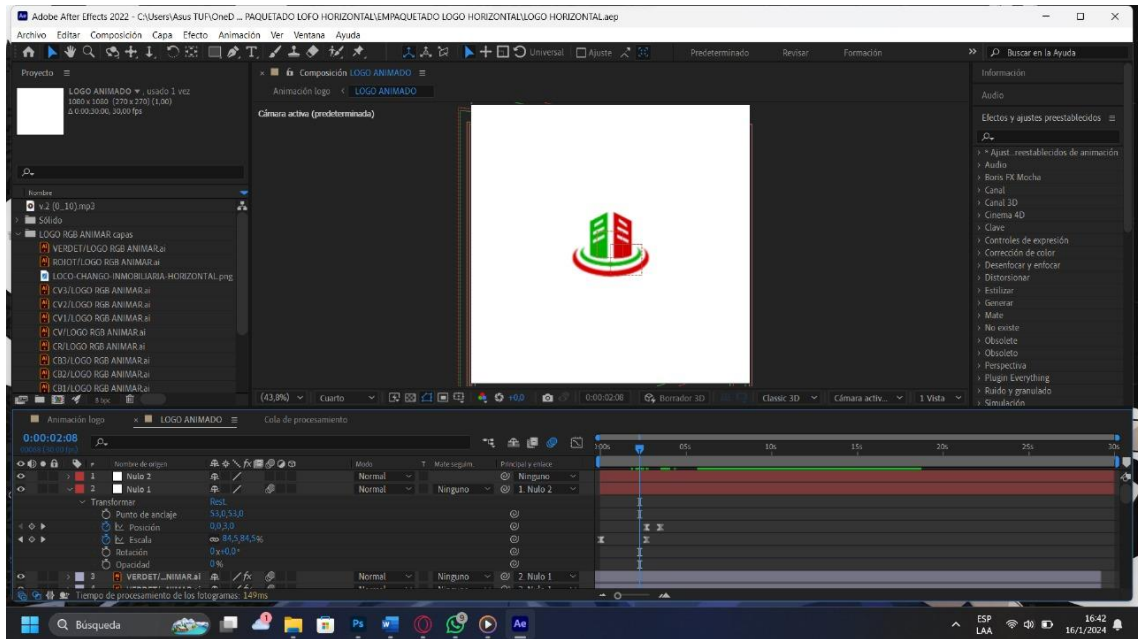 Adobe After Effects 2022 - C:\Users\Asus TUF\OneD ... PAQUETADO LOFO HORIZONTAL\EMPAQUETADO LOGO HORIZONTAL\LOGO HORIZONTAL.aep
Archivo Editar Composición Capa Efecto Animación Ver Ventana Ayuda
Universal Ajuste Predeterminado Revisar Formación Buscar en la Ayuda
Proyecto
LOGO ANIMADO, usado 1 vez
1080 x 1080 (270 x 270) (1,00)
Δ 0:00:30:00, 30,00 fps
Nombre
v.2 (0_10).mp3
Sólido
LOGO RGB ANIMAR capas
VERDET/LOGO RGB ANIMAR.ai
ROJOT/LOGO RGB ANIMAR.ai
LOCO-CHANGO-INMOBILIARIA-HORIZONTAL.png
CV3/LOGO RGB ANIMAR.ai
CV2/LOGO RGB ANIMAR.ai
CV1/LOGO RGB ANIMAR.ai
CV/LOGO RGB ANIMAR.ai
CR/LOGO RGB ANIMAR.ai
CB3/LOGO RGB ANIMAR.ai
CB2/LOGO RGB ANIMAR.ai
CB1/LOGO RGB ANIMAR.ai
8 bpc
Composición LOGO ANIMADO
Animación logo LOGO ANIMADO
Cámara activa (predeterminada)
(43,8%) Cuarto +0,0 0:00:02:08 Borrador 3D Classic 3D Cámara activ... 1 Vista
Información
Audio
Efectos y ajustes preestablecidos
* Ajust...reestablecidos de animación
Audio
Boris FX Mocha
Canal
Canal 3D
Cinema 4D
Clave
Controles de expresión
Corrección de color
Desenfocar y enfocar
Distorsionar
Estilizar
Generar
Mate
No existe
Obsolete
Obsoleto
Perspectiva
Plugin Everything
Ruido y granulado
Simulación
Animación logo LOGO ANIMADO Cola de procesamiento
0:00:02:08
05s 10s 15s 20s 25s 30s
# Nombre de origen Modo T Mate seguim. Principal y enlace
1 Nulo 2 Normal Ninguno
2 Nulo 1 Normal Ninguno 1. Nulo 2
Transformar Rest.
Punto de anclaje 53,0,53,0
Posición 0,0,3,0
Escala 84,5,84,5%
Rotación 0x+0,0°
Opacidad 0%
3 VERDET/...NIMAR.ai Normal Ninguno 2. Nulo 1
Tiempo de procesamiento de los fotogramas: 149ms
Búsqueda
Ps
Ae
ESP
LAA
16:42
16/1/2024